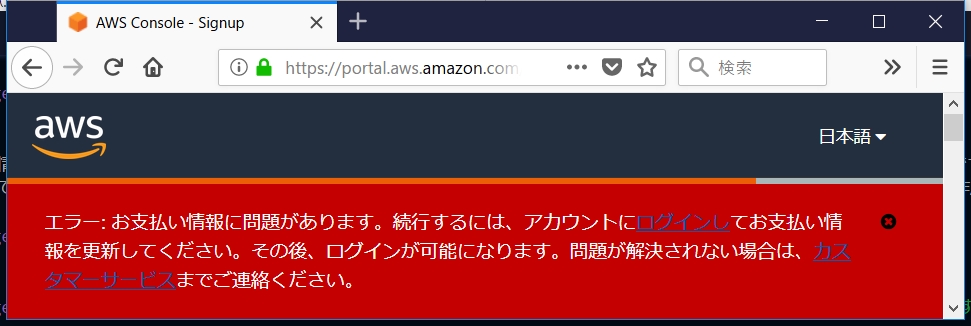 AWS Console - Signup
https://portal.aws.amazon.com
検索
aws
日本語
エラー: お支払い情報に問題があります。続行するには、アカウントにログインしてお支払い情
報を更新してください。その後、ログインが可能になります。問題が解決されない場合は、カス
タマーサービスまでご連絡ください。